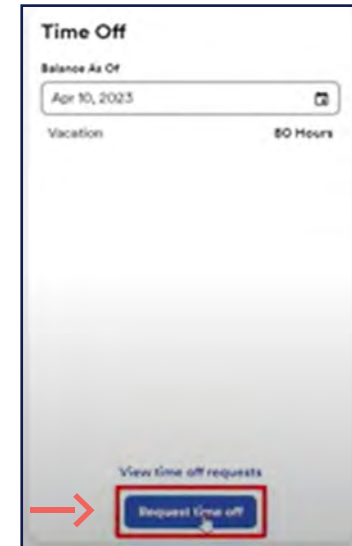 Time Off
Balance As Of
Apr 10, 2023
Vacation 80 Hours
View time off requests
Request time off